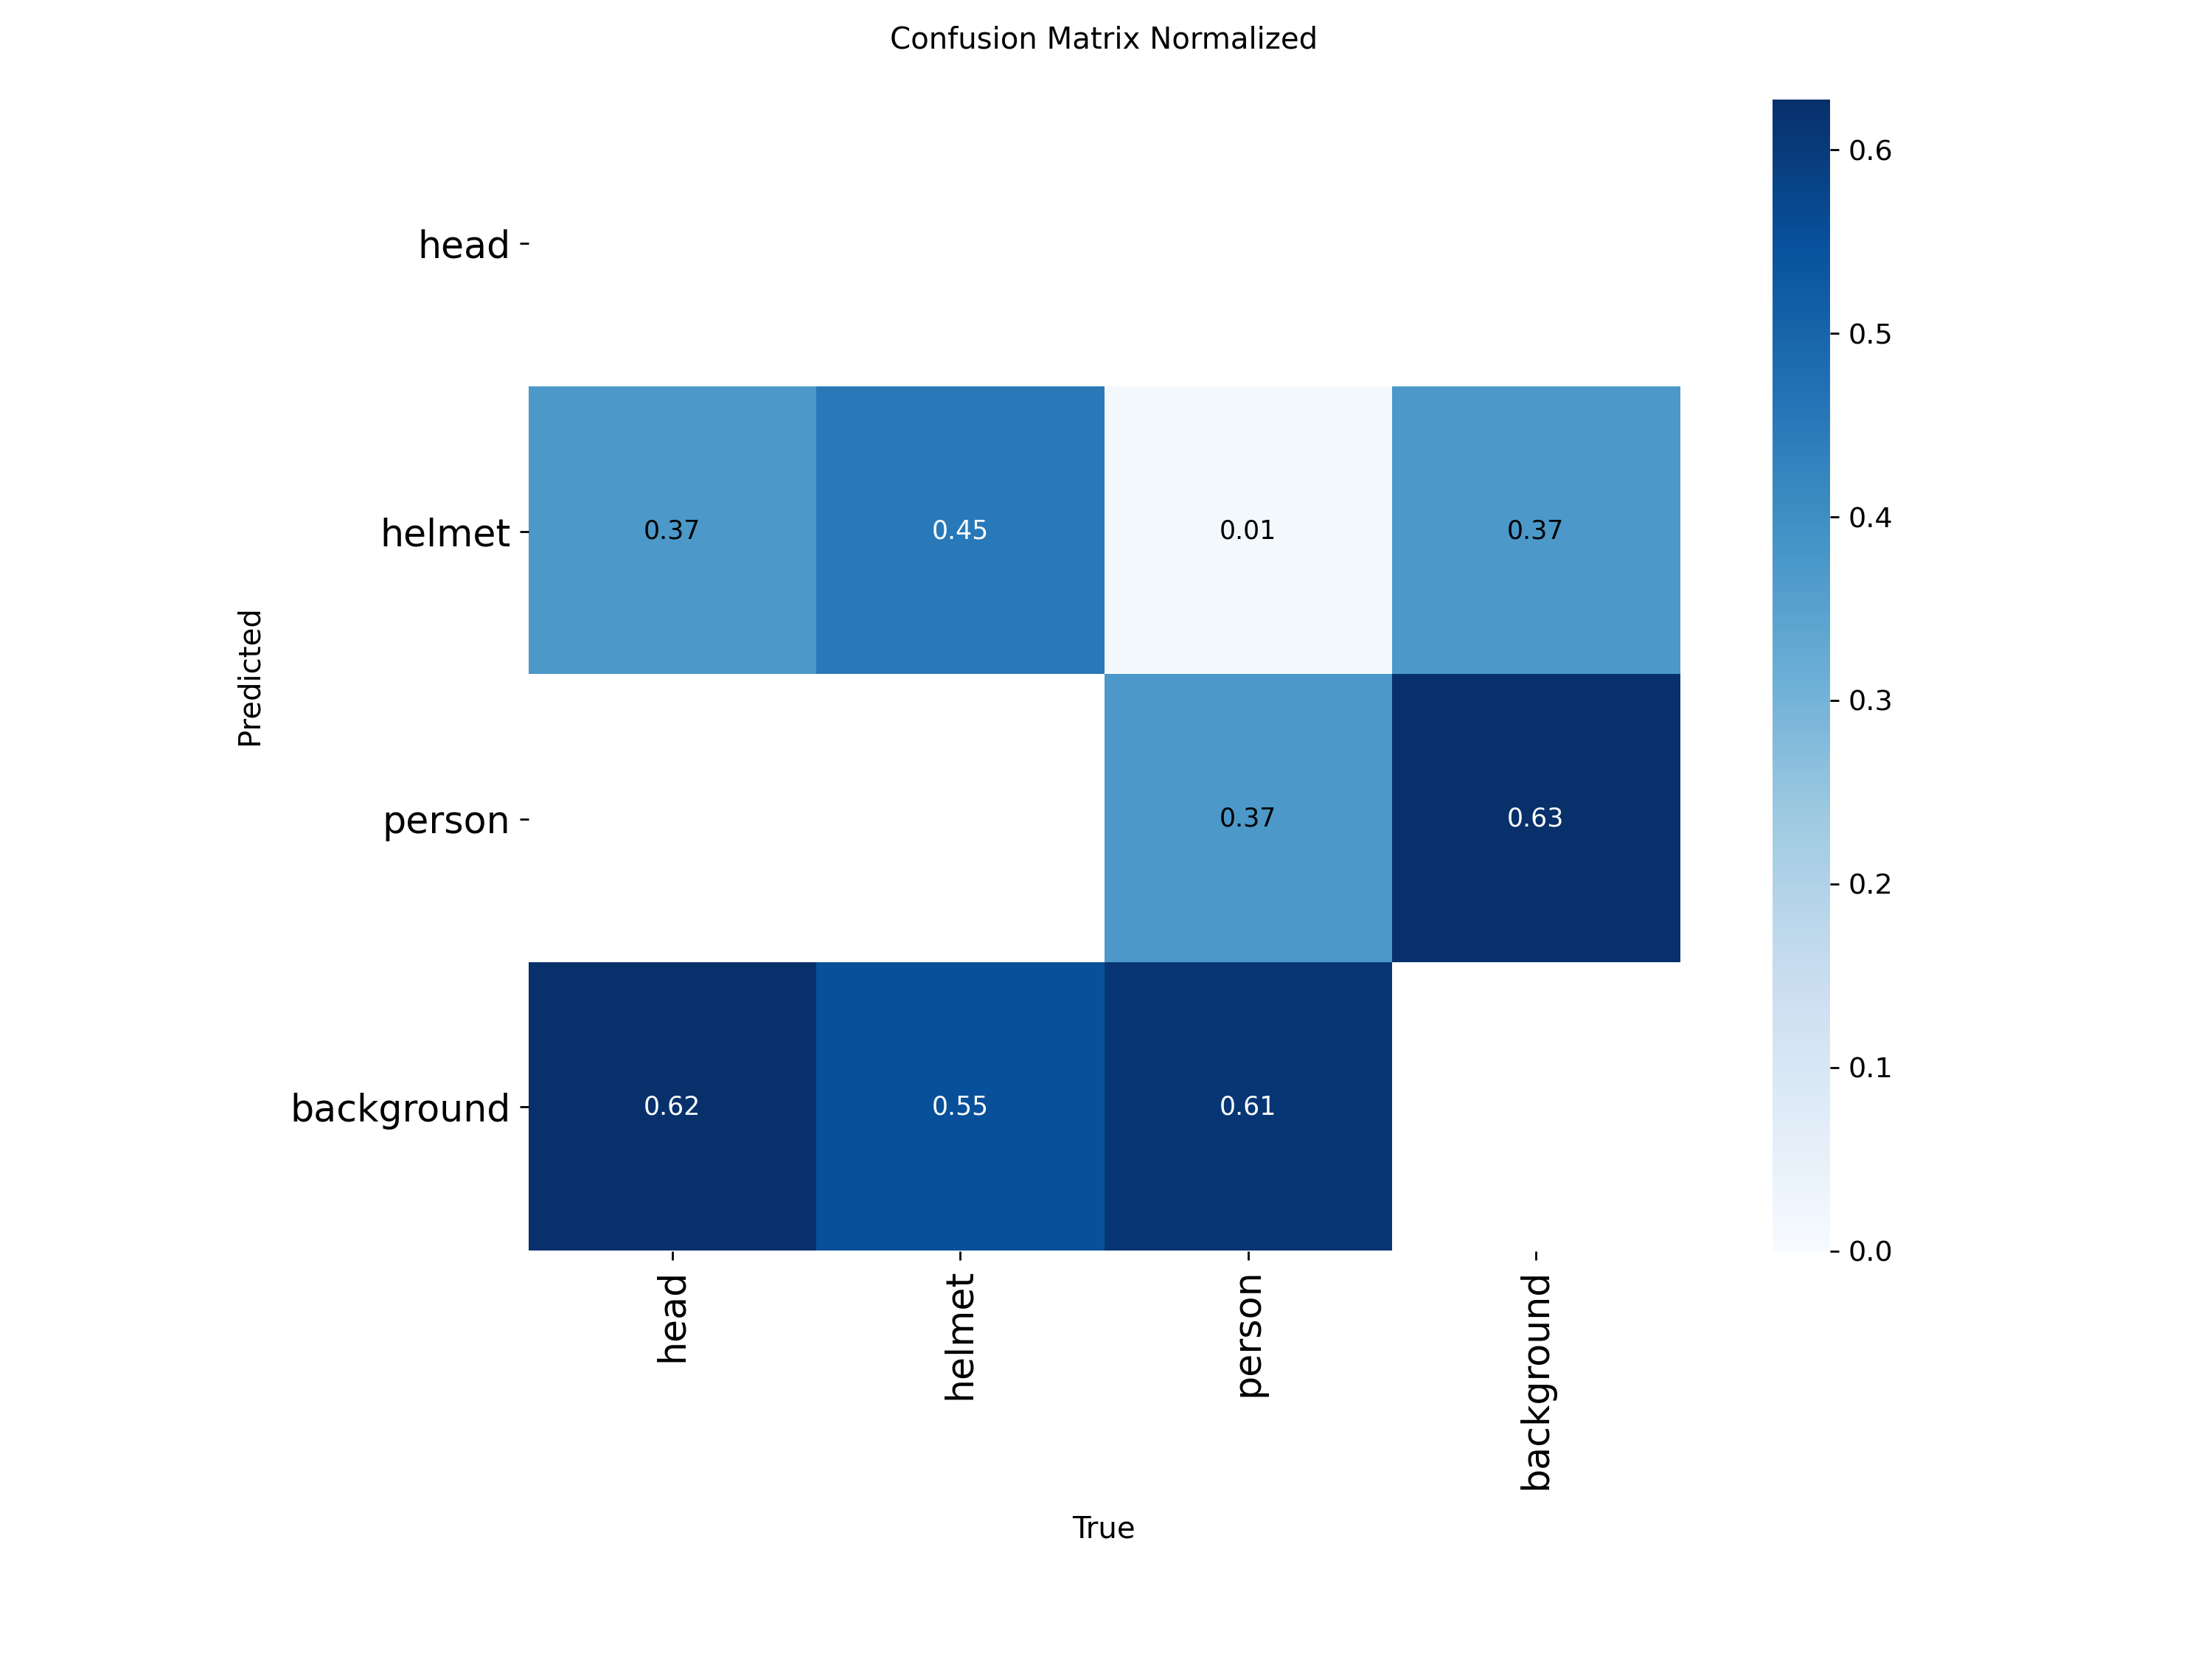 Confusion Matrix Normalized
head
helmet
person
background
Predicted
0.37 0.45 0.01 0.37
0.37 0.63
0.62 0.55 0.61
head helmet person background
True
0.6
0.5
0.4
0.3
0.2
0.1
0.0